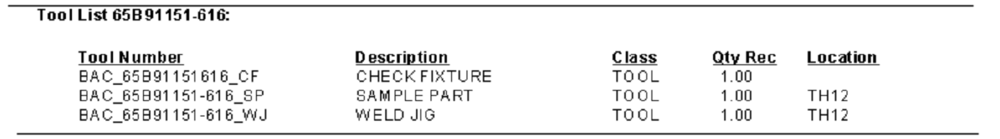 Tool List 65B91151-616:
Tool Number Description Class Qty Rec Location
BAC_65B91151616_CF CHECK FIXTURE TOOL 1.00
BAC_65B91151-616_SP SAMPLE PART TOOL 1.00 TH12
BAC_65B91151-616_WJ WELD JIG TOOL 1.00 TH12